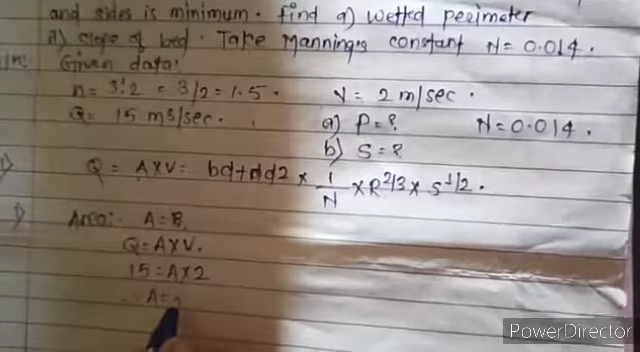 and sides is minimum. find a) Wetted perimeter
ii) slope of bed. Take Manning's constant N = 0.014.
Given data:
n = 3:2 = 3/2 = 1.5. V = 2 m/sec.
Q = 15 m3/sec. a) P = ? N = 0.014.
b) S = ?
Q = A×V = bd+nd2 × 1/N × R2/3 × S1/2.
Area:- A = ?.
Q = A×V.
15 = A×2
A =
PowerDirector